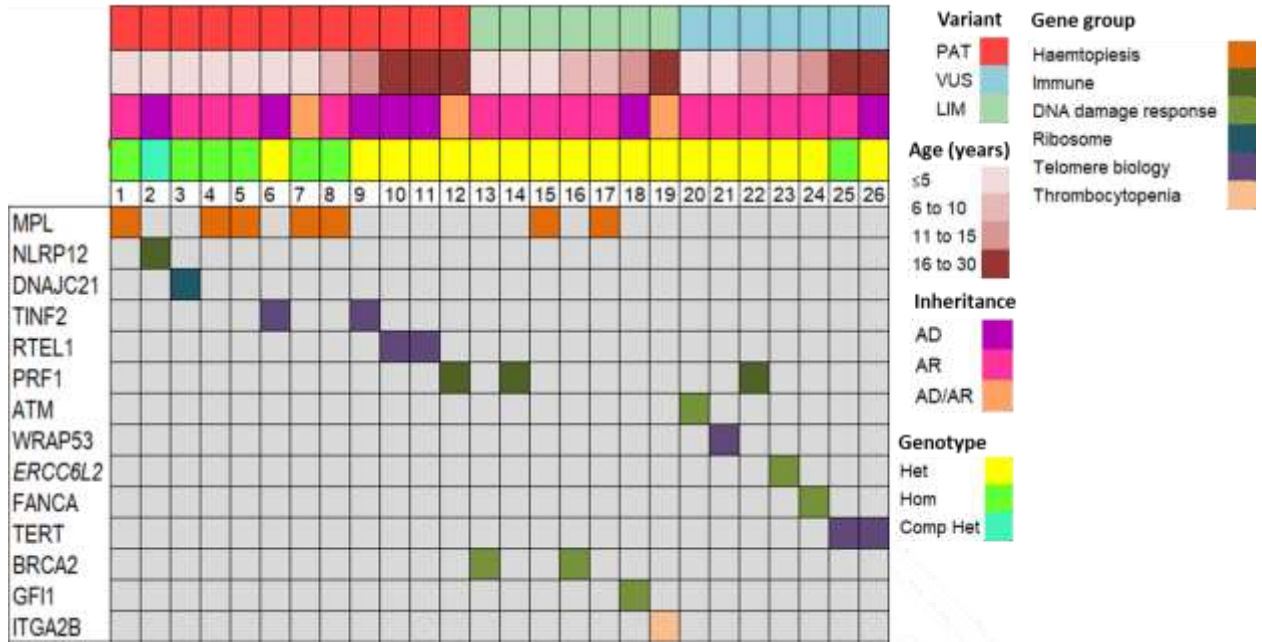 Variant
PAT
VUS
LIM
Age (years)
≤5
6 to 10
11 to 15
16 to 30
Inheritance
AD
AR
AD/AR
Genotype
Het
Hom
Comp Het
Gene group
Haemtopiesis
Immune
DNA damage response
Ribosome
Telomere biology
Thrombocytopenia
1 2 3 4 5 6 7 8 9 10 11 12 13 14 15 16 17 18 19 20 21 22 23 24 25 26
MPL
NLRP12
DNAJC21
TINF2
RTEL1
PRF1
ATM
WRAP53
ERCC6L2
FANCA
TERT
BRCA2
GFI1
ITGA2B